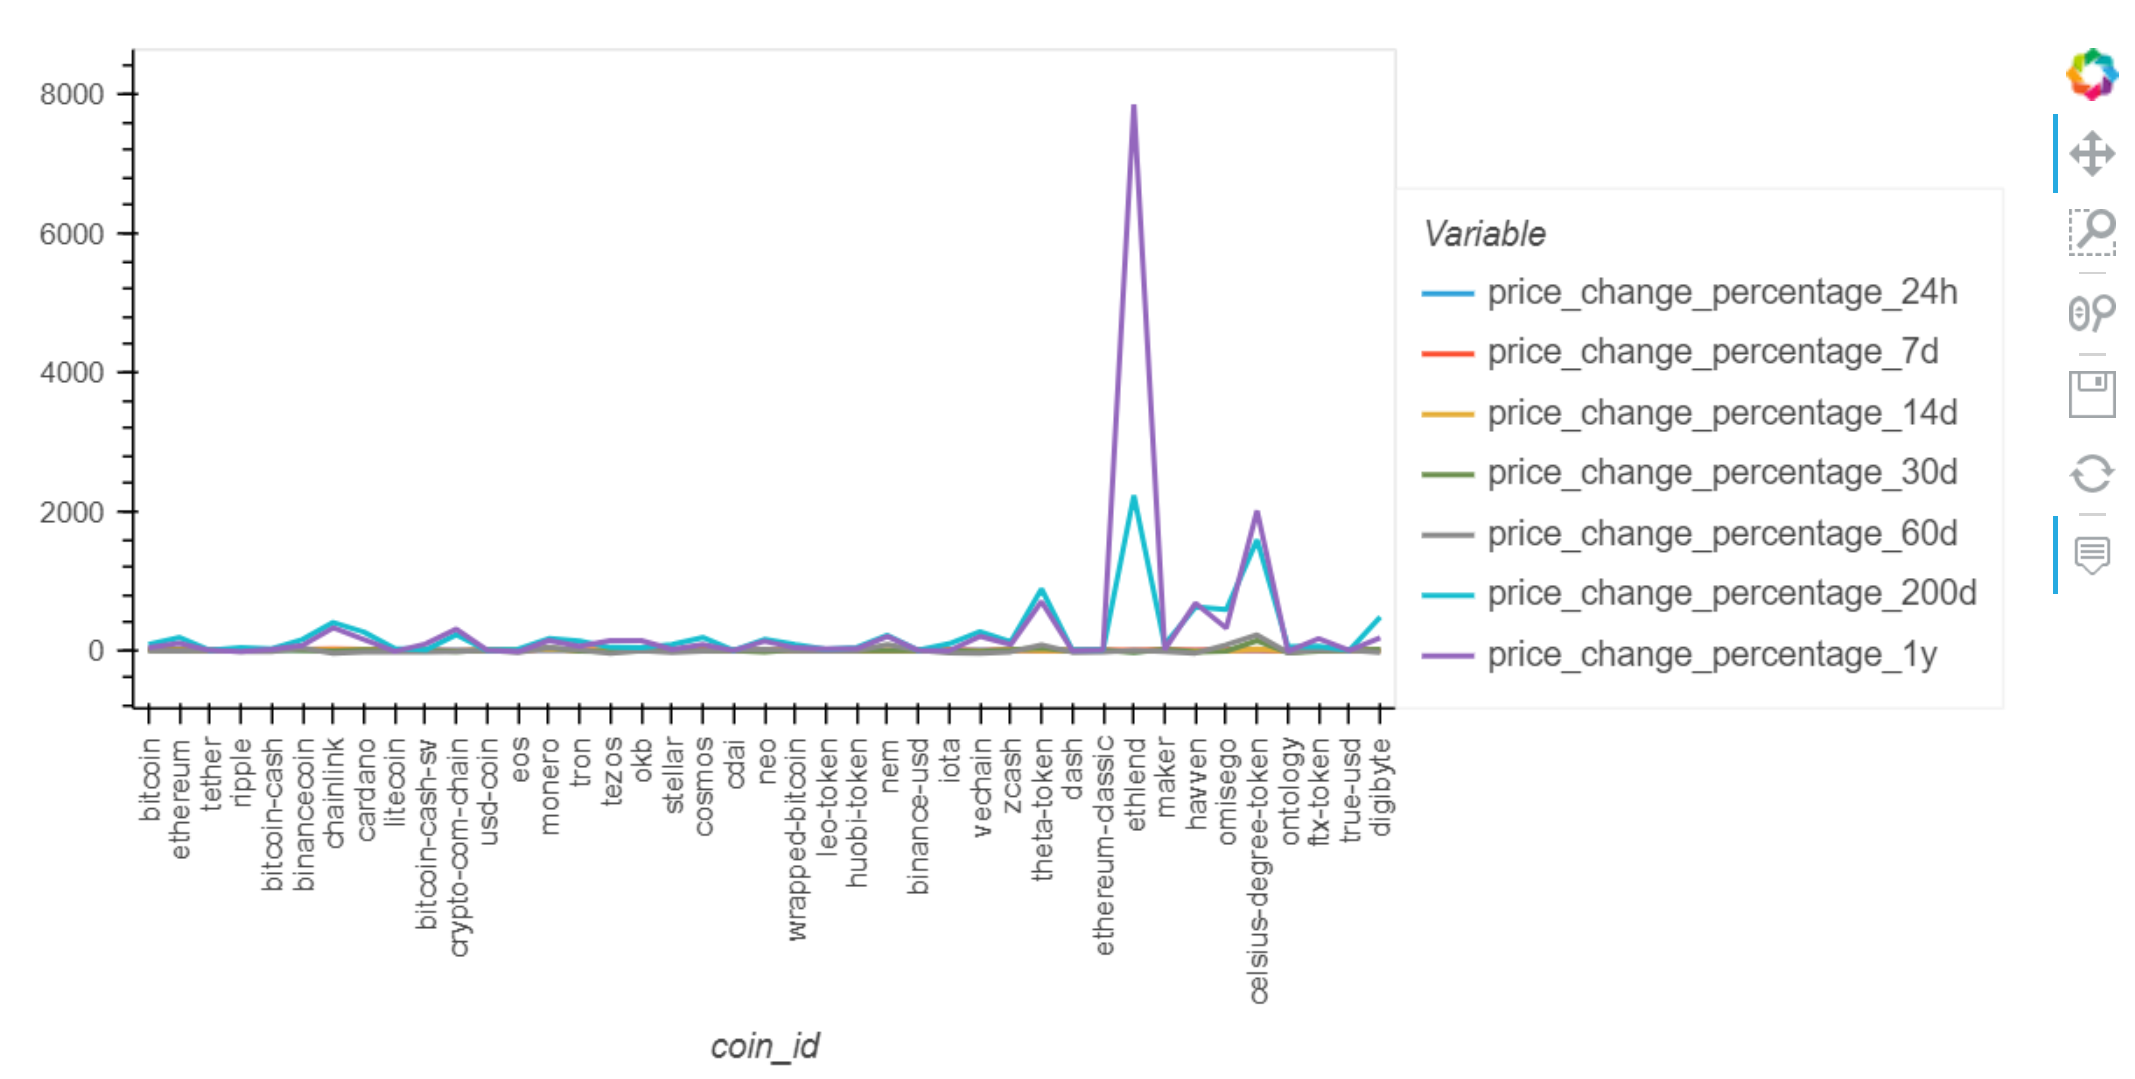 8000
6000
4000
2000
0
Variable
price_change_percentage_24h
price_change_percentage_7d
price_change_percentage_14d
price_change_percentage_30d
price_change_percentage_60d
price_change_percentage_200d
price_change_percentage_1y
bitcoin
ethereum
tether
ripple
bitcoin-cash
binancecoin
chainlink
cardano
litecoin
bitcoin-cash-sv
crypto-com-chain
usd-coin
eos
monero
tron
tezos
okb
stellar
cosmos
cdai
neo
wrapped-bitcoin
leo-token
huobi-token
nem
binance-usd
iota
vechain
zcash
theta-token
dash
ethereum-classic
ethlend
maker
havven
omisego
celsius-degree-token
ontology
ftx-token
true-usd
digibyte
coin_id